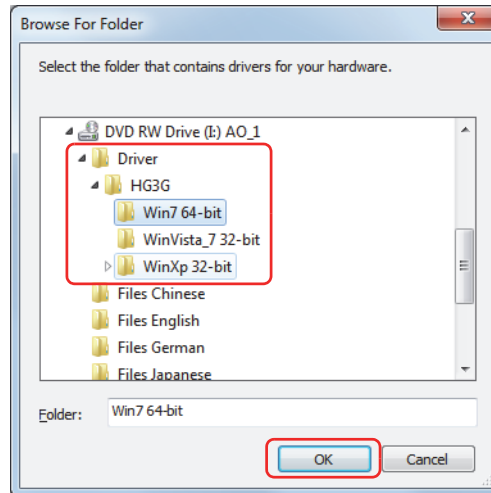 Browse For Folder
Select the folder that contains drivers for your hardware.
DVD RW Drive (I:) AO_1
Driver
HG3G
Win7 64-bit
WinVista_7 32-bit
WinXp 32-bit
Files Chinese
Files English
Files German
Files Japanese
Folder: Win7 64-bit
OK Cancel